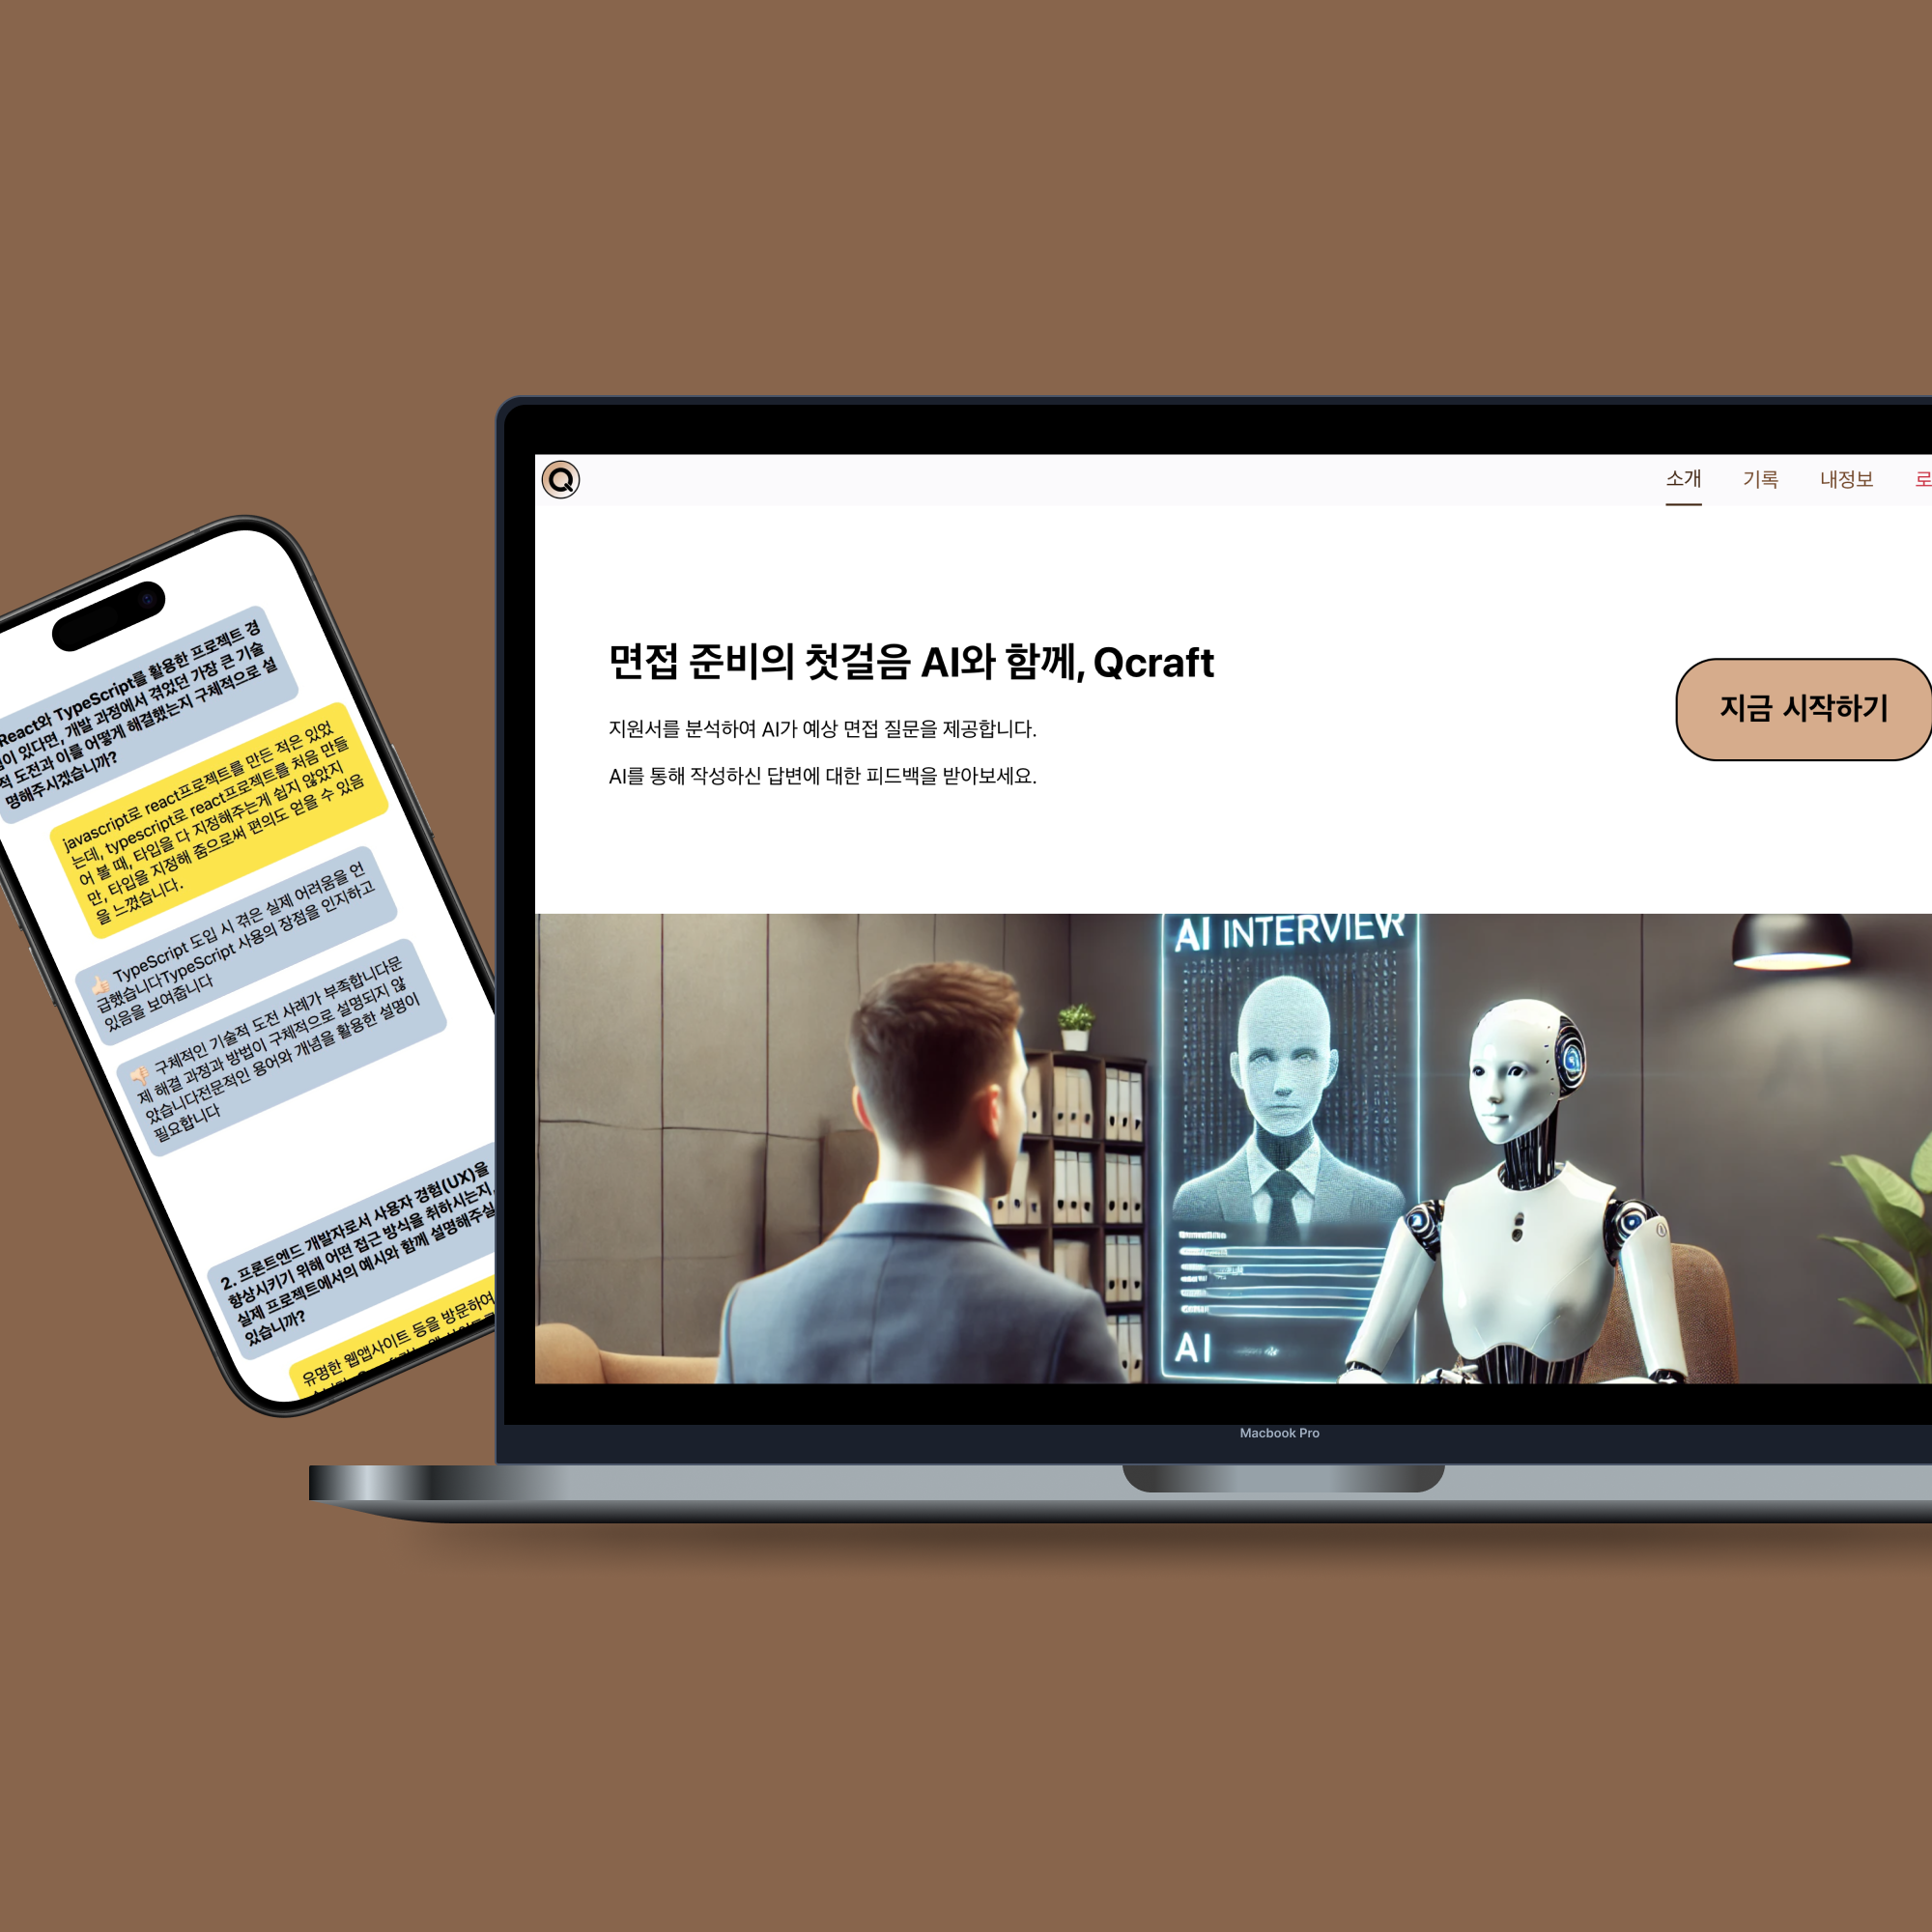 React와 TypeScript를 활용한 프로젝트 경
이 있다면, 개발 과정에서 겪었던 가장 큰 기술
적 도전과 이를 어떻게 해결했는지 구체적으로 설
명해주시겠습니까?
javascript로 react프로젝트를 만든 적은 있었
는데, typescript로 react프로젝트를 처음 만들
어 볼 때, 타입을 다 지정해주는게 쉽지 않았지
만, 타입을 지정해 줌으로써 편의도 얻을 수 있음
을 느꼈습니다.
👍🏻 TypeScript 도입 시 겪은 실제 어려움을 언
급했습니다TypeScript 사용의 장점을 인지하고
있음을 보여줍니다
👎🏻 구체적인 기술적 도전 사례가 부족합니다문
제 해결 과정과 방법이 구체적으로 설명되지 않
았습니다전문적인 용어와 개념을 활용한 설명이
필요합니다
2. 프론트엔드 개발자로서 사용자 경험(UX)을
향상시키기 위해 어떤 접근 방식을 취하시는지,
실제 프로젝트에서의 예시와 함께 설명해주실
있습니까?
유명한 웹앱사이트 등을 방문하여
Q
소개 기록 내정보 로
면접 준비의 첫걸음 AI와 함께, Qcraft
지원서를 분석하여 AI가 예상 면접 질문을 제공합니다.
AI를 통해 작성하신 답변에 대한 피드백을 받아보세요.
지금 시작하기
AI INTERVIEW
AI
Macbook Pro